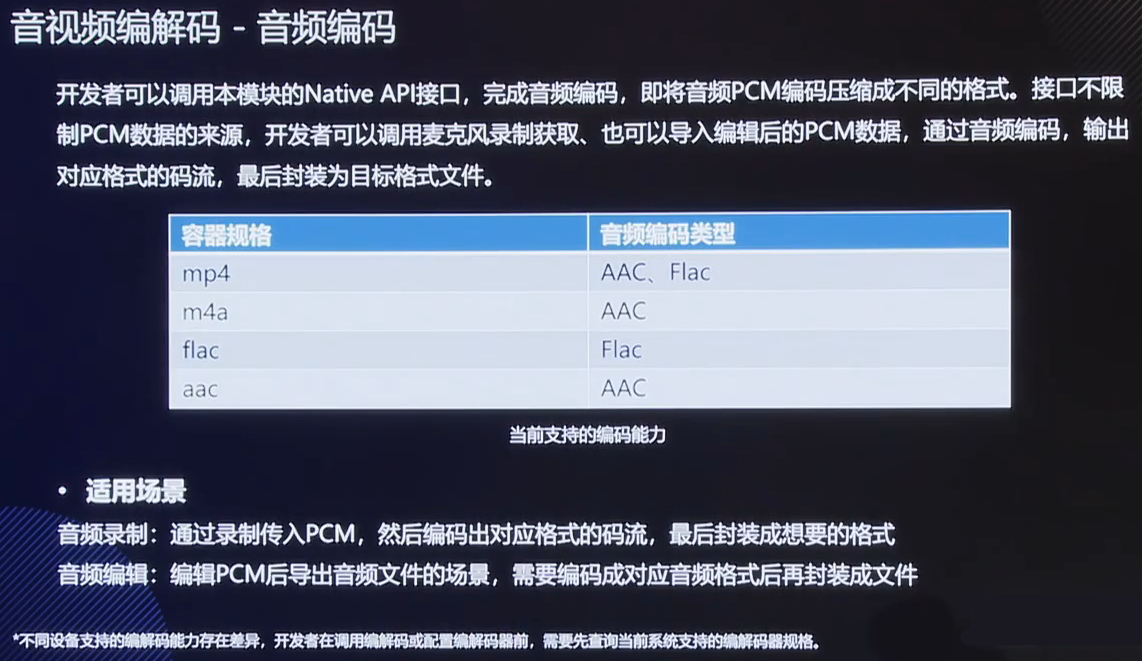 音视频编解码 - 音频编码
开发者可以调用本模块的Native API接口，完成音频编码，即将音频PCM编码压缩成不同的格式。接口不限
制PCM数据的来源，开发者可以调用麦克风录制获取、也可以导入编辑后的PCM数据，通过音频编码，输出
对应格式的码流，最后封装为目标格式文件。
容器规格 音频编码类型
mp4 AAC、Flac
m4a AAC
flac Flac
aac AAC
当前支持的编码能力
• 适用场景
音频录制：通过录制传入PCM，然后编码出对应格式的码流，最后封装成想要的格式
音频编辑：编辑PCM后导出音频文件的场景，需要编码成对应音频格式后再封装成文件
*不同设备支持的编解码能力存在差异，开发者在调用编解码或配置编解码器前，需要先查询当前系统支持的编解码器规格。